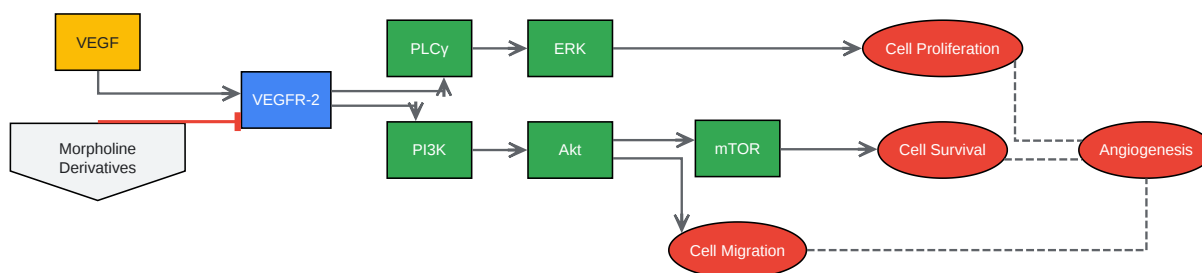 VEGF
VEGFR-2
Morpholine
Derivatives
PLCγ
ERK
Cell Proliferation
PI3K
Akt
mTOR
Cell Survival
Angiogenesis
Cell Migration